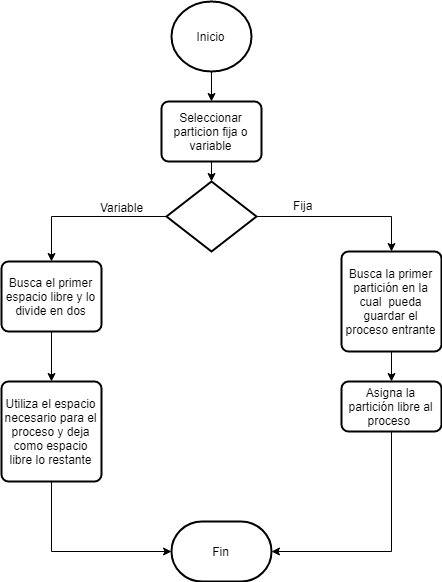 Inicio
Seleccionar
particion fija o
variable
Variable
Fija
Busca el primer
espacio libre y lo
divide en dos
Busca la primer
partición en la
cual pueda
guardar el
proceso entrante
Utiliza el espacio
necesario para el
proceso y deja
como espacio
libre lo restante
Asigna la
partición libre al
proceso
Fin